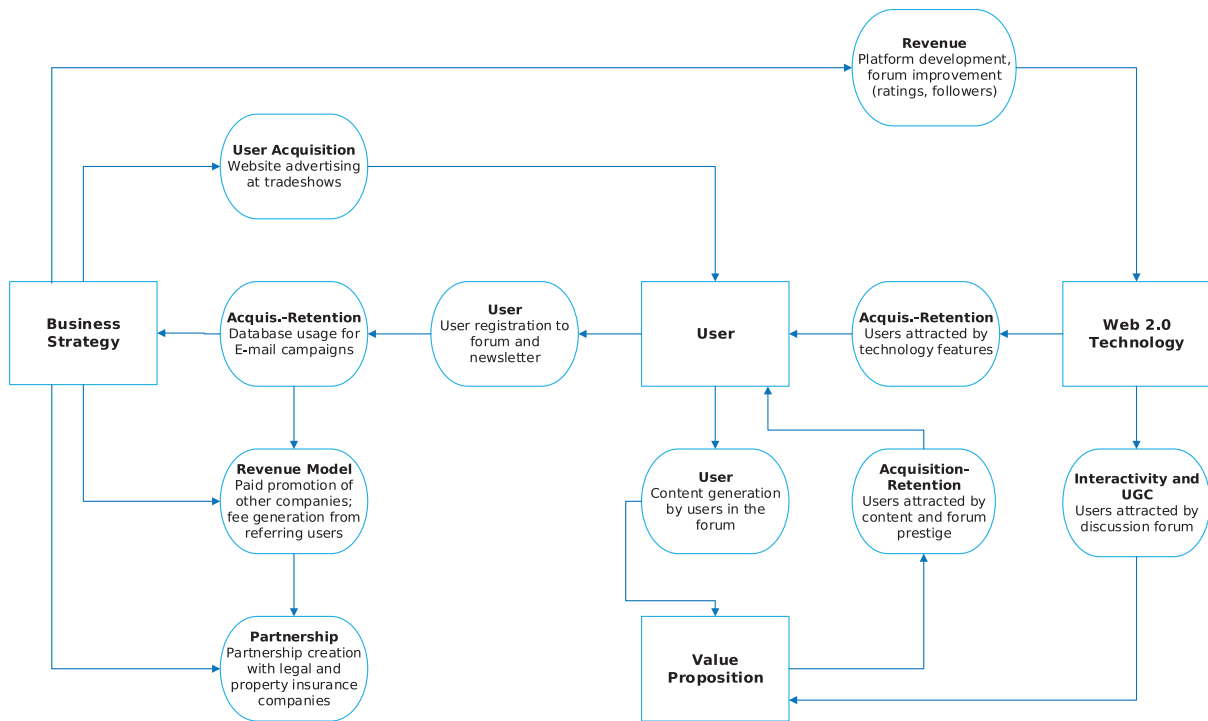 Revenue
Platform development,
forum improvement
(ratings, followers)
User Acquisition
Website advertising
at tradeshows
Business
Strategy
Acquis.-Retention
Database usage for
E-mail campaigns
User
User registration to
forum and
newsletter
User
Acquis.-Retention
Users attracted by
technology features
Web 2.0
Technology
Revenue Model
Paid promotion of
other companies;
fee generation from
referring users
User
Content generation
by users in the
forum
Acquisition-
Retention
Users attracted by
content and forum
prestige
Interactivity and
UGC
Users attracted by
discussion forum
Partnership
Partnership creation
with legal and
property insurance
companies
Value
Proposition